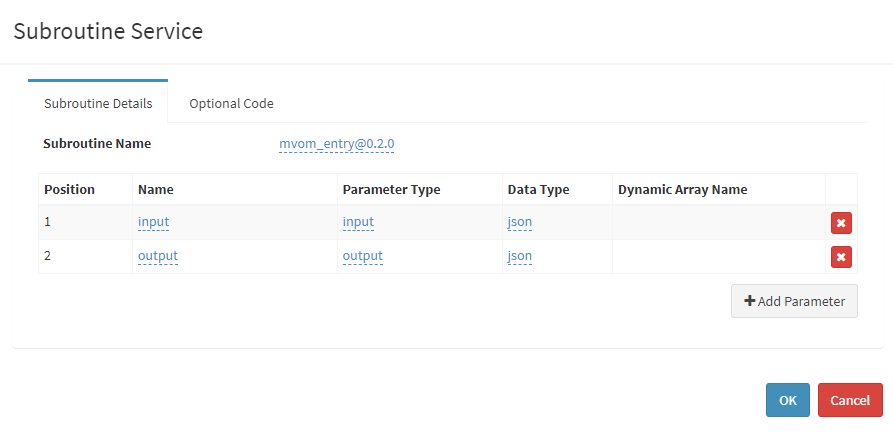 Subroutine Service
Subroutine Details Optional Code
Subroutine Name mvom_entry@0.2.0
Position Name Parameter Type Data Type Dynamic Array Name
1 input input json
2 output output json
Add Parameter
OK Cancel